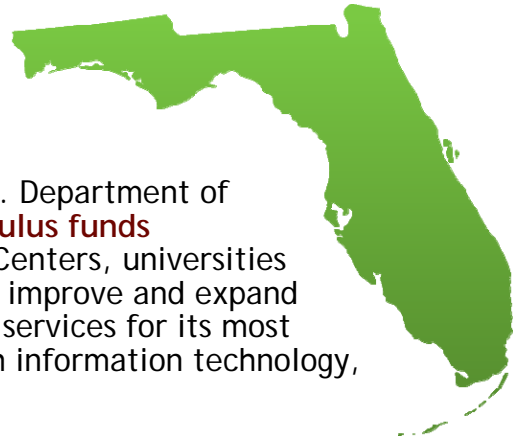 . Department of
ulus funds
Centers, universities
improve and expand
services for its most
information technology,